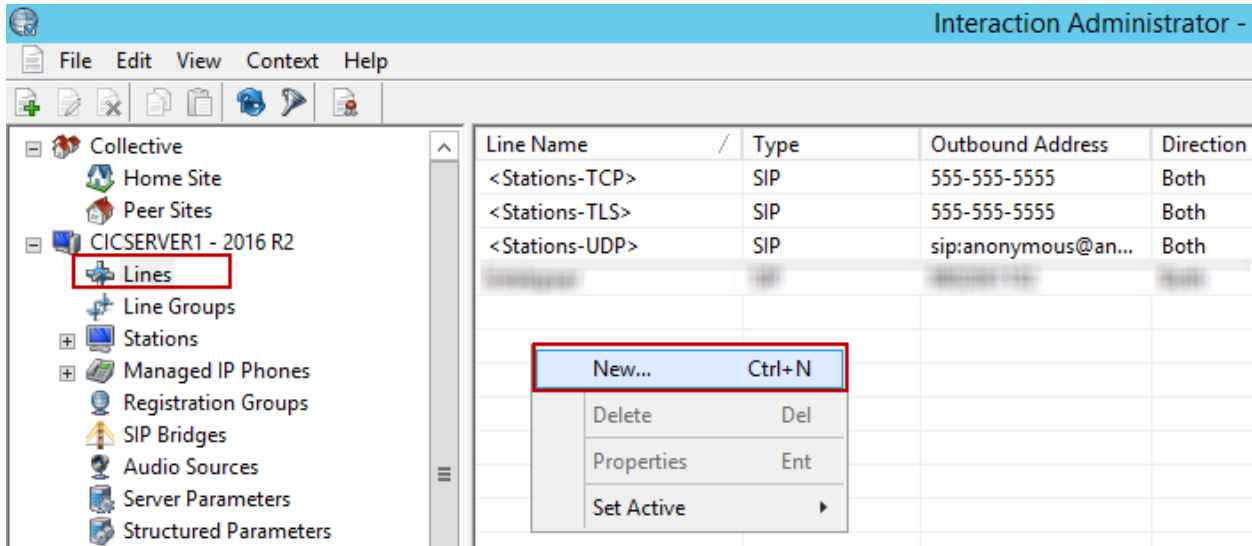 Interaction Administrator -
File Edit View Context Help
Collective
Home Site
Peer Sites
CICSERVER1 - 2016 R2
Lines
Line Groups
Stations
Managed IP Phones
Registration Groups
SIP Bridges
Audio Sources
Server Parameters
Structured Parameters
Line Name Type Outbound Address Direction
<Stations-TCP> SIP 555-555-5555 Both
<Stations-TLS> SIP 555-555-5555 Both
<Stations-UDP> SIP sip:anonymous@an... Both
New... Ctrl+N
Delete Del
Properties Ent
Set Active